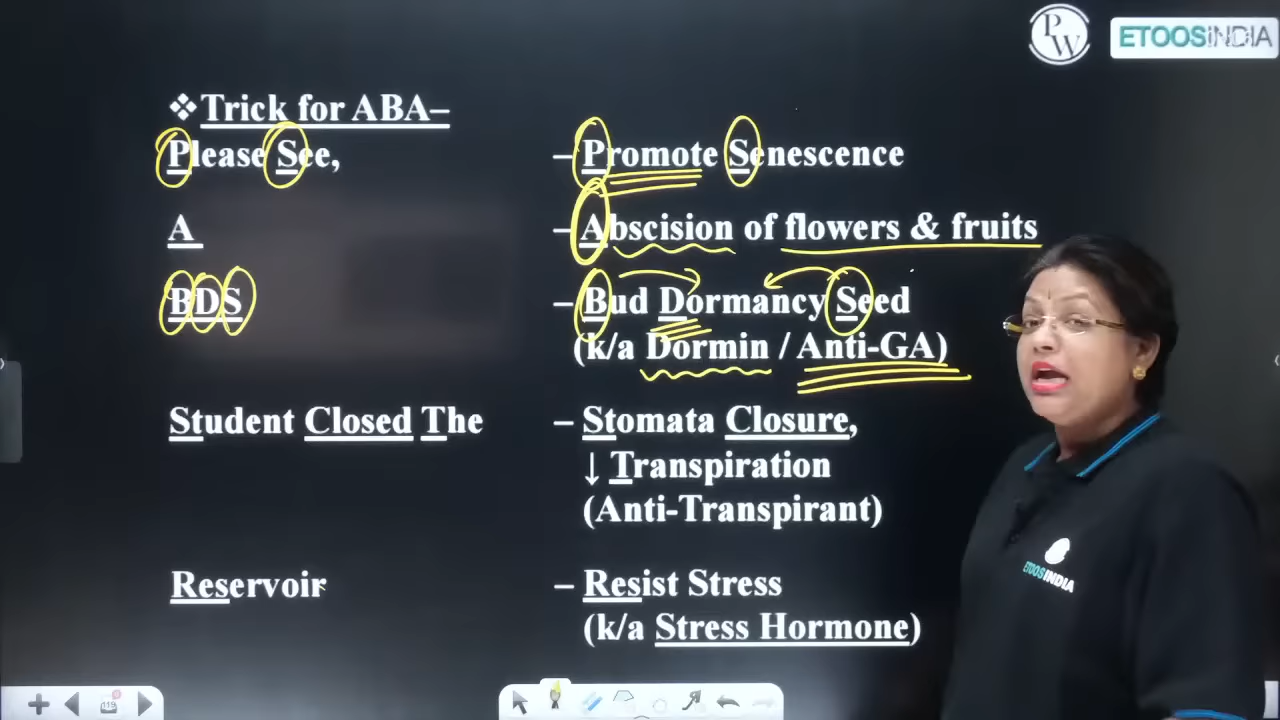 PW
ETOOSINDIA
❖Trick for ABA–
Please See,
– Promote Senescence
A
– Abscision of flowers & fruits
BDS
– Bud Dormancy Seed
(k/a Dormin / Anti-GA)
Student Closed The
– Stomata Closure,
↓ Transpiration
(Anti-Transpirant)
Reservoir
– Resist Stress
(k/a Stress Hormone)
ETOOSINDIA
119